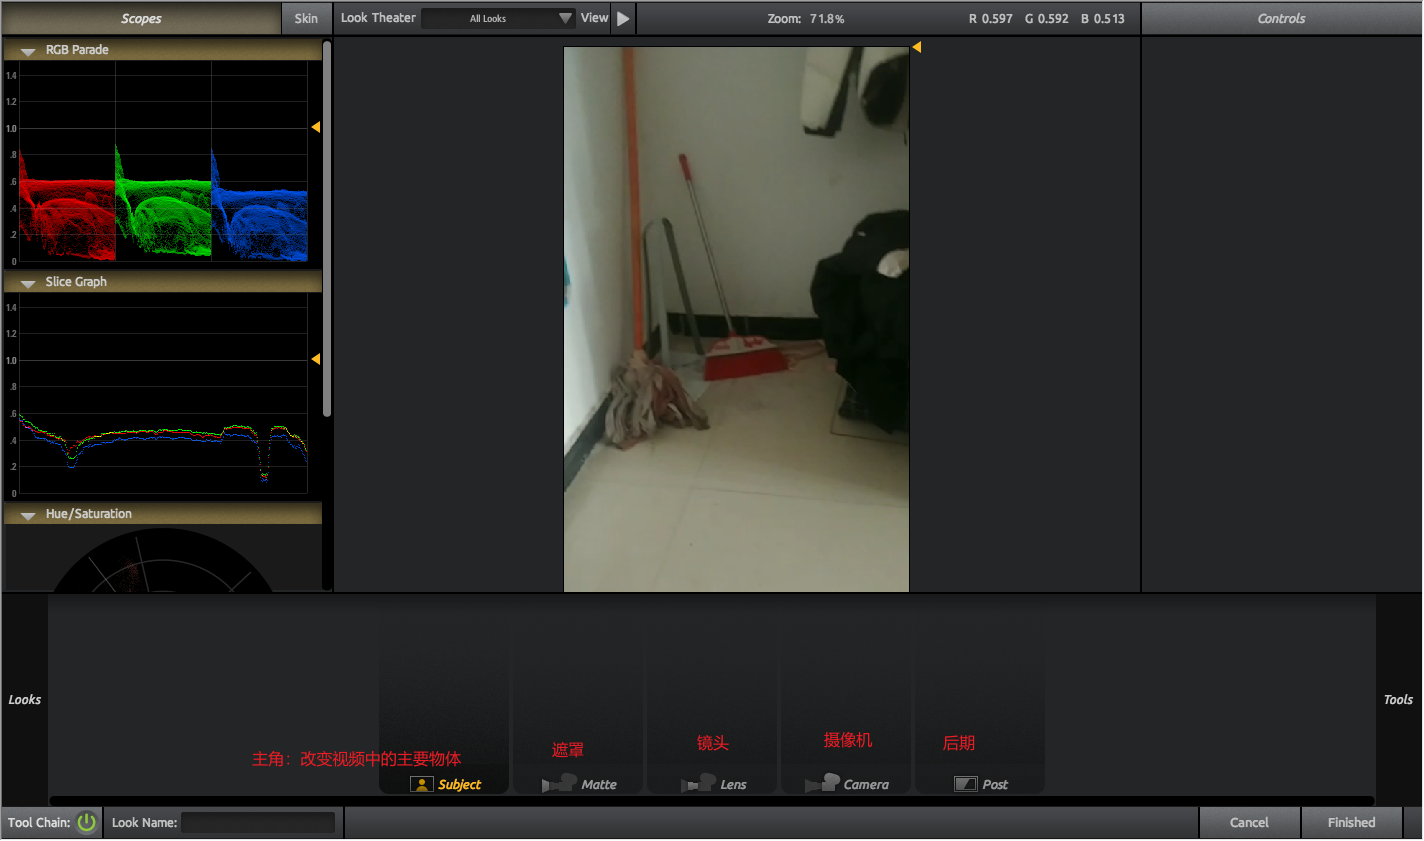 Scopes
Skin
Look Theater
All Looks
View
Zoom: 71.8%
R 0.597 G 0.592 B 0.513
Controls
RGB Parade
1.4
1.2
1.0
.8
.6
.4
.2
0
Slice Graph
1.4
1.2
1.0
.8
.6
.4
.2
0
Hue/Saturation
Looks
Tools
主角：改变视频中的主要物体
遮罩
镜头
摄像机
后期
Subject
Matte
Lens
Camera
Post
Tool Chain:
Look Name:
Cancel
Finished